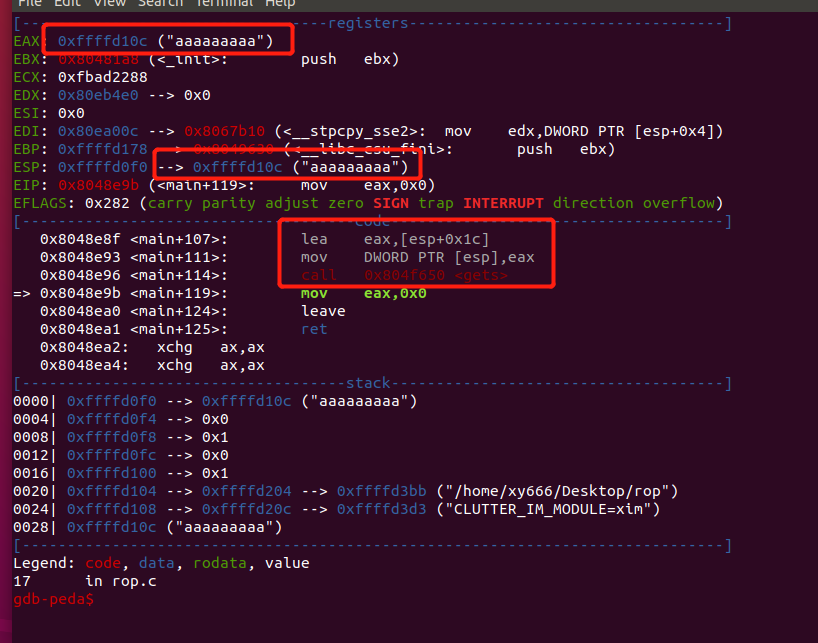 File Edit View Search Terminal Help
[----------------------------------registers-----------------------------------]
EAX: 0xffffd10c ("aaaaaaaaa")
EBX: 0x80481a8 (<_init>:        push   ebx)
ECX: 0xfbad2288
EDX: 0x80eb4e0 --> 0x0
ESI: 0x0
EDI: 0x80ea00c --> 0x8067b10 (<__stpcpy_sse2>:  mov    edx,DWORD PTR [esp+0x4])
EBP: 0xffffd178 --> 0x8049630 (<__libc_csu_fini>:       push   ebx)
ESP: 0xffffd0f0 --> 0xffffd10c ("aaaaaaaaa")
EIP: 0x8048e9b (<main+119>:     mov    eax,0x0)
EFLAGS: 0x282 (carry parity adjust zero SIGN trap INTERRUPT direction overflow)
[-------------------------------------code-------------------------------------]
   0x8048e8f <main+107>:        lea    eax,[esp+0x1c]
   0x8048e93 <main+111>:        mov    DWORD PTR [esp],eax
   0x8048e96 <main+114>:        call   0x804f650 <gets>
=> 0x8048e9b <main+119>:        mov    eax,0x0
   0x8048ea0 <main+124>:        leave
   0x8048ea1 <main+125>:        ret
   0x8048ea2:   xchg   ax,ax
   0x8048ea4:   xchg   ax,ax
[------------------------------------stack-------------------------------------]
0000| 0xffffd0f0 --> 0xffffd10c ("aaaaaaaaa")
0004| 0xffffd0f4 --> 0x0
0008| 0xffffd0f8 --> 0x1
0012| 0xffffd0fc --> 0x0
0016| 0xffffd100 --> 0x1
0020| 0xffffd104 --> 0xffffd204 --> 0xffffd3bb ("/home/xy666/Desktop/rop")
0024| 0xffffd108 --> 0xffffd20c --> 0xffffd3d3 ("CLUTTER_IM_MODULE=xim")
0028| 0xffffd10c ("aaaaaaaaa")
[------------------------------------------------------------------------------]
Legend: code, data, rodata, value
17      in rop.c
gdb-peda$